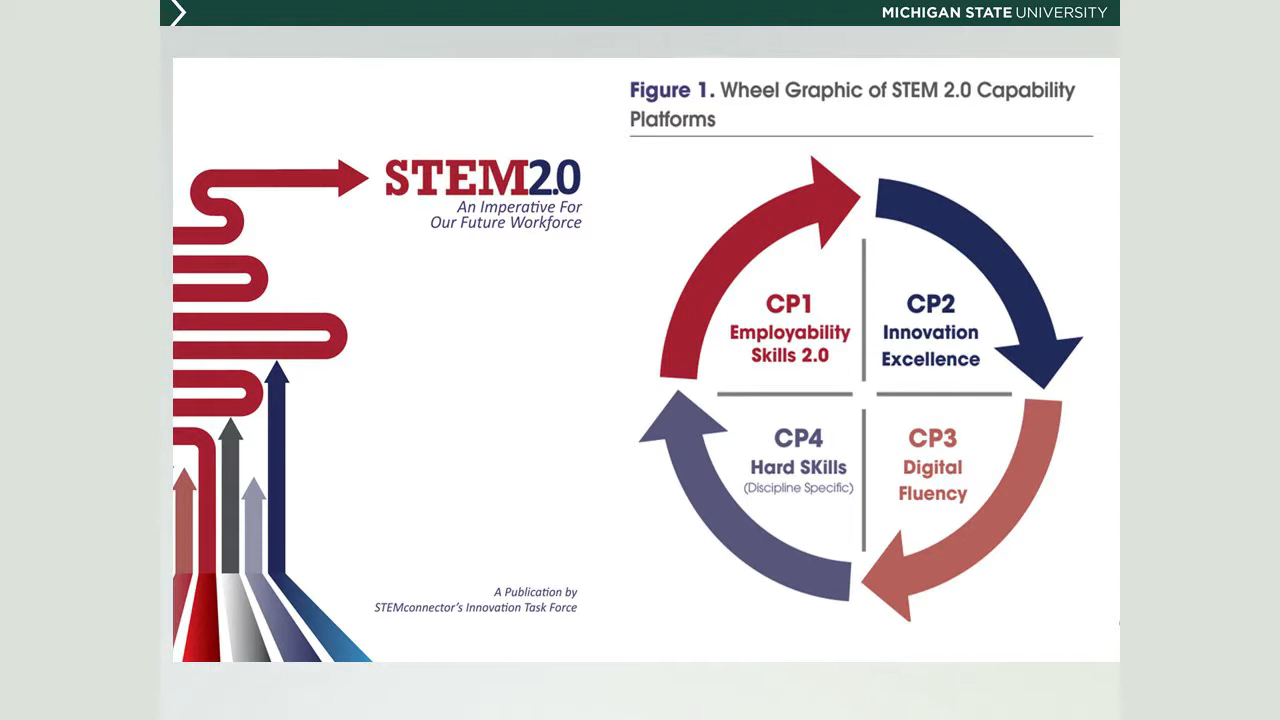 MICHIGAN STATE UNIVERSITY
Figure 1. Wheel Graphic of STEM 2.0 Capability
Platforms
STEM2.0
An Imperative For
Our Future Workforce
CP1
Employability
Skills 2.0
CP2
Innovation
Excellence
CP4
Hard SKills
(Discipline Specific)
CP3
Digital
Fluency
A Publication by
STEMconnector's Innovation Task Force